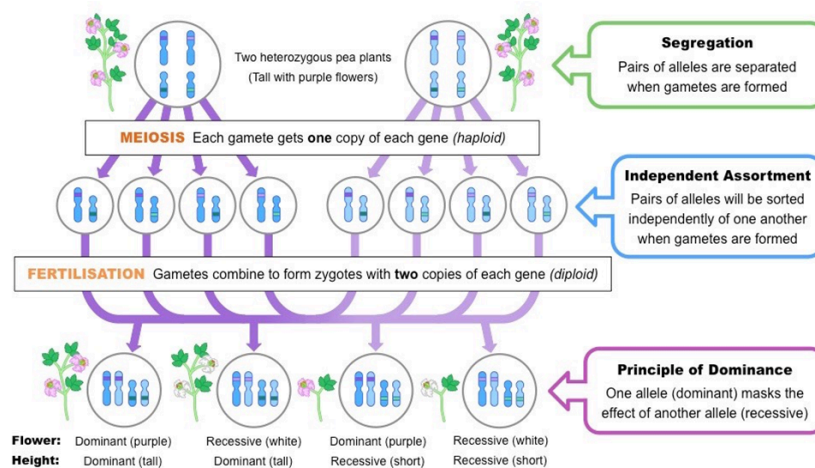 Two heterozygous pea plants
(Tall with purple flowers)
Segregation
Pairs of alleles are separated
when gametes are formed
MEIOSIS Each gamete gets one copy of each gene (haploid)
Independent Assortment
Pairs of alleles will be sorted
independently of one another
when gametes are formed
FERTILISATION Gametes combine to form zygotes with two copies of each gene (diploid)
Principle of Dominance
One allele (dominant) masks the
effect of another allele (recessive)
Flower: Dominant (purple) Recessive (white) Dominant (purple) Recessive (white)
Height: Dominant (tall) Dominant (tall) Recessive (short) Recessive (short)